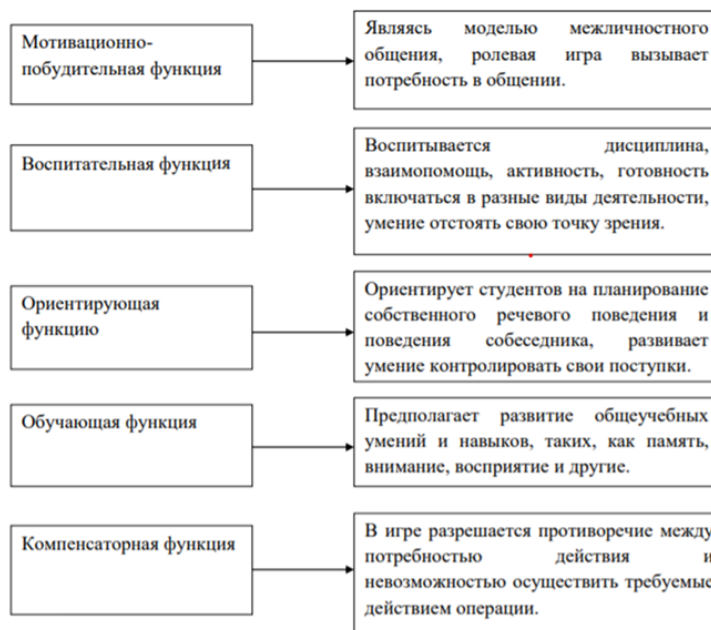 Мотивационно-
побудительная функция
Являясь моделью межличностного
общения, ролевая игра вызывает
потребность в общении.
Воспитательная функция
Воспитывается дисциплина,
взаимопомощь, активность, готовность
включаться в разные виды деятельности,
умение отстоять свою точку зрения.
Ориентирующая
функцию
Ориентирует студентов на планирование
собственного речевого поведения и
поведения собеседника, развивает
умение контролировать свои поступки.
Обучающая функция
Предполагает развитие общеучебных
умений и навыков, таких, как память,
внимание, восприятие и другие.
Компенсаторная функция
В игре разрешается противоречие между
потребностью действия и
невозможностью осуществить требуемые
действием операции.